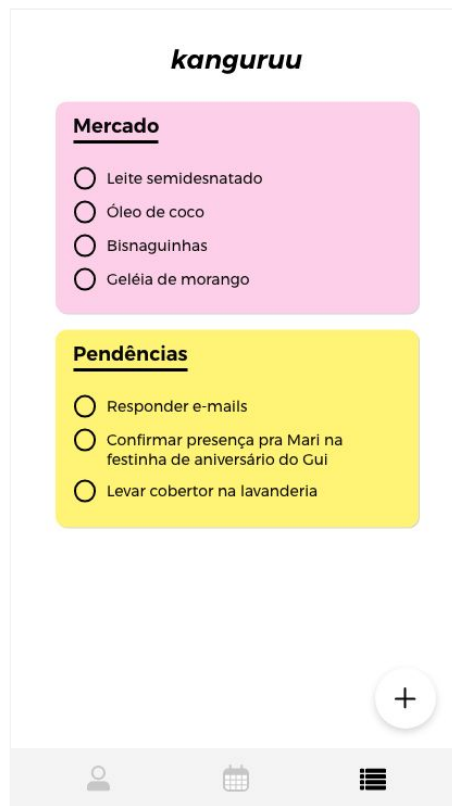 kanguruu
Mercado
Leite semidesnatado
Óleo de coco
Bisnaguinhas
Geléia de morango
Pendências
Responder e-mails
Confirmar presença pra Mari na
festinha de aniversário do Gui
Levar cobertor na lavanderia
+